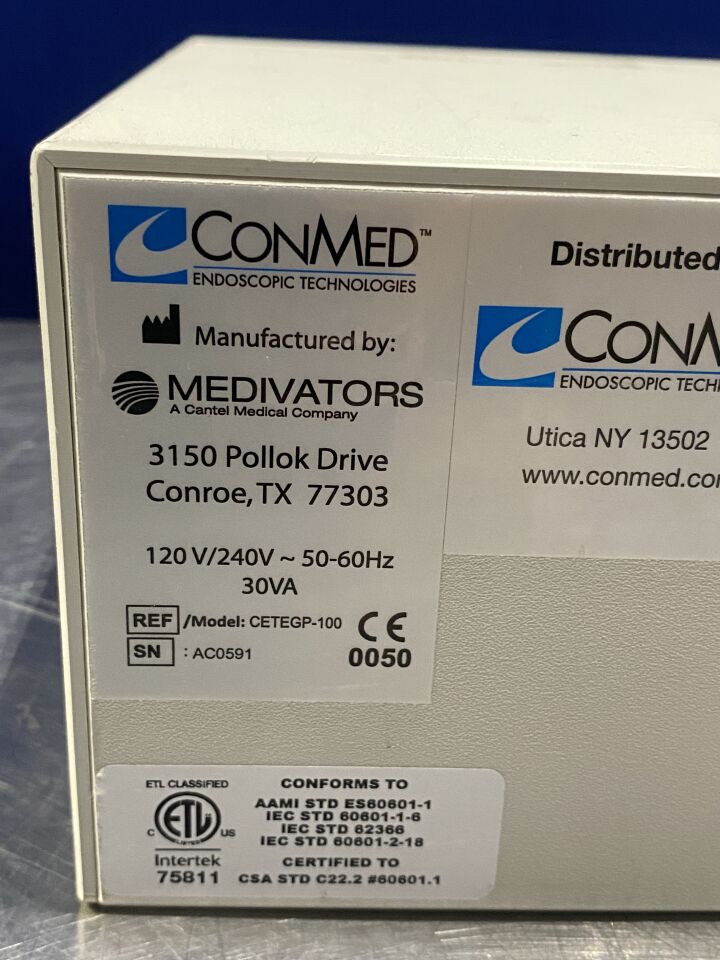 CONMED™
ENDOSCOPIC TECHNOLOGIES
Manufactured by:
MEDIVATORS
A Cantel Medical Company
3150 Pollok Drive
Conroe, TX 77303
120 V/240V ~ 50-60Hz
30VA
REF /Model: CETEGP-100
SN : AC0591
CE
0050
Distributed
CONM
ENDOSCOPIC TECH
Utica NY 13502
www.conmed.co
ETL CLASSIFIED
C ETL US
LISTED
Intertek
75811
CONFORMS TO
AAMI STD ES60601-1
IEC STD 60601-1-6
IEC STD 62366
IEC STD 60601-2-18
CERTIFIED TO
CSA STD C22.2 #60601.1